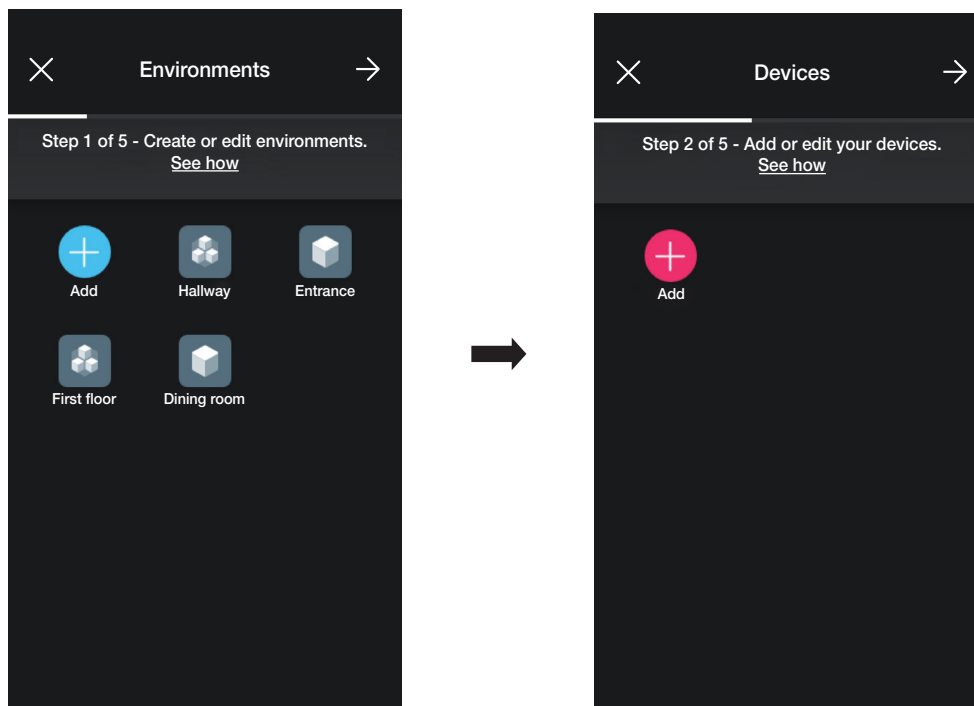 Environments
Step 1 of 5 - Create or edit environments.
See how
Add
Hallway
Entrance
First floor
Dining room
Devices
Step 2 of 5 - Add or edit your devices.
See how
Add